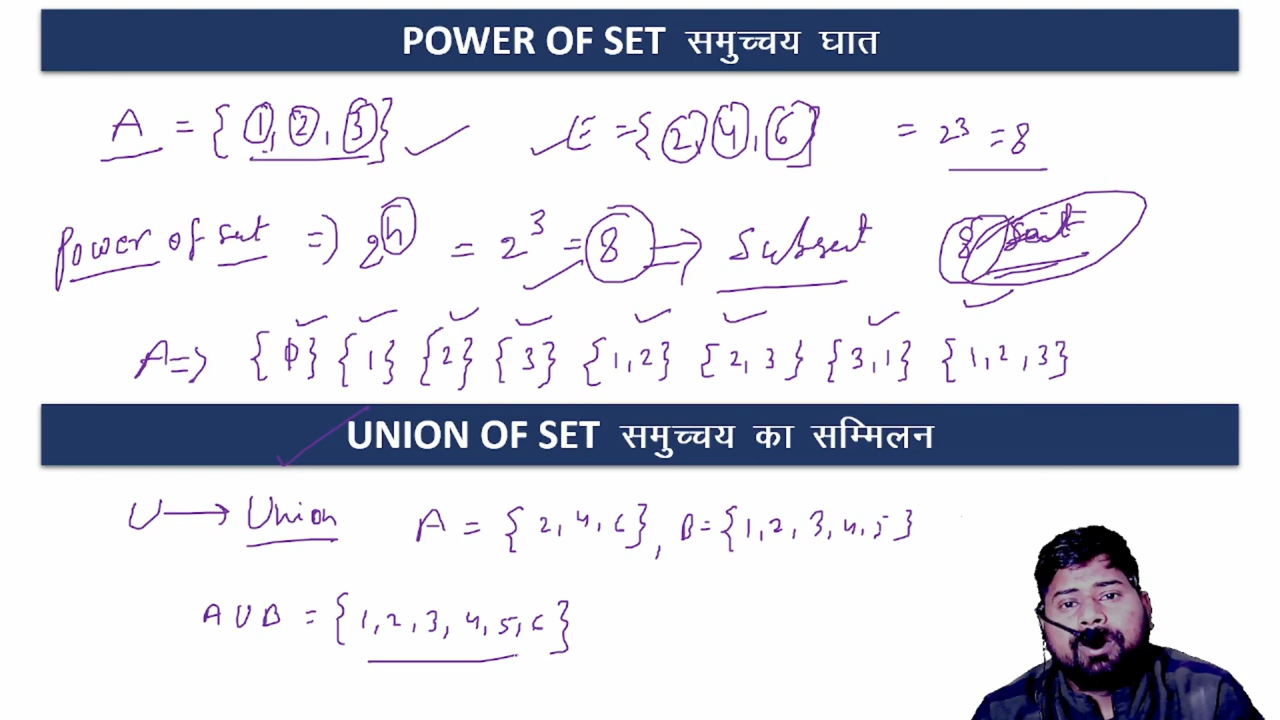 POWER OF SET समुच्चय घात
A = {1, 2, 3} E = {2, 4, 6} = 2³ = 8
Power of set => 2ⁿ = 2³ = 8 => Subset 8 set
A => {ϕ} {1} {2} {3} {1,2} {2,3} {3,1} {1,2,3}
UNION OF SET समुच्चय का सम्मिलन
U → Union A = {2,4,6}, B = {1,2,3,4,5}
A U B = {1,2,3,4,5,6}